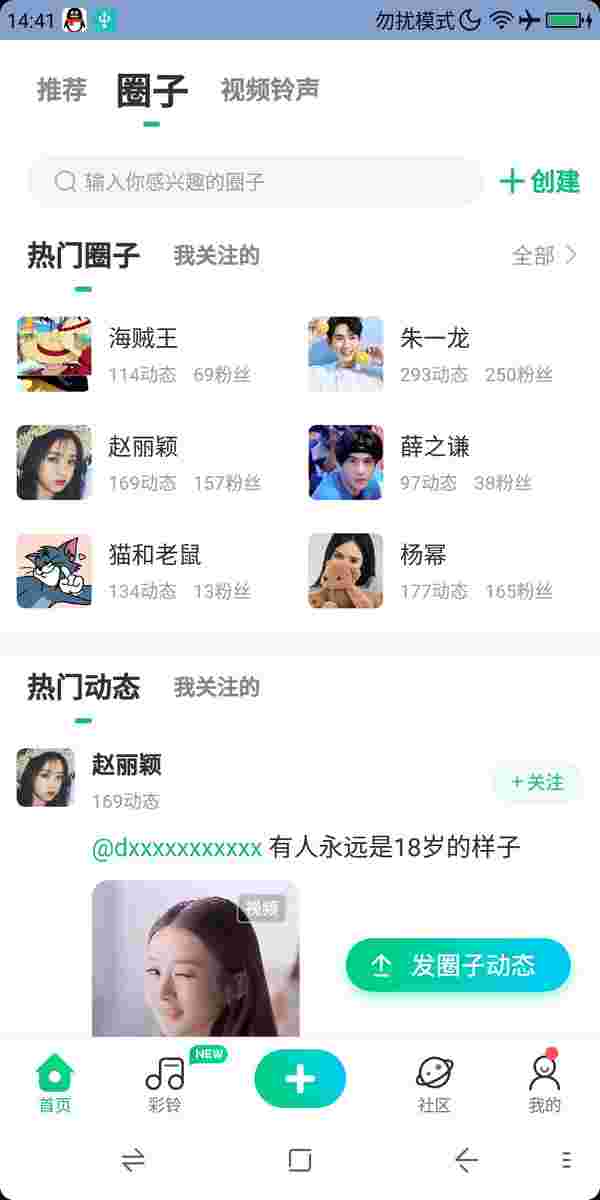 14:41 勿扰模式
推荐 圈子 视频铃声
输入你感兴趣的圈子 创建
热门圈子 我关注的 全部
海贼王 朱一龙
114动态 69粉丝 293动态 250粉丝
赵丽颖 薛之谦
169动态 157粉丝 97动态 38粉丝
猫和老鼠 杨幂
134动态 13粉丝 177动态 165粉丝
热门动态 我关注的
赵丽颖
169动态
+关注
@dxxxxxxxxxxx 有人永远是18岁的样子
视频
发圈子动态
NEW
首页 彩铃 社区 我的